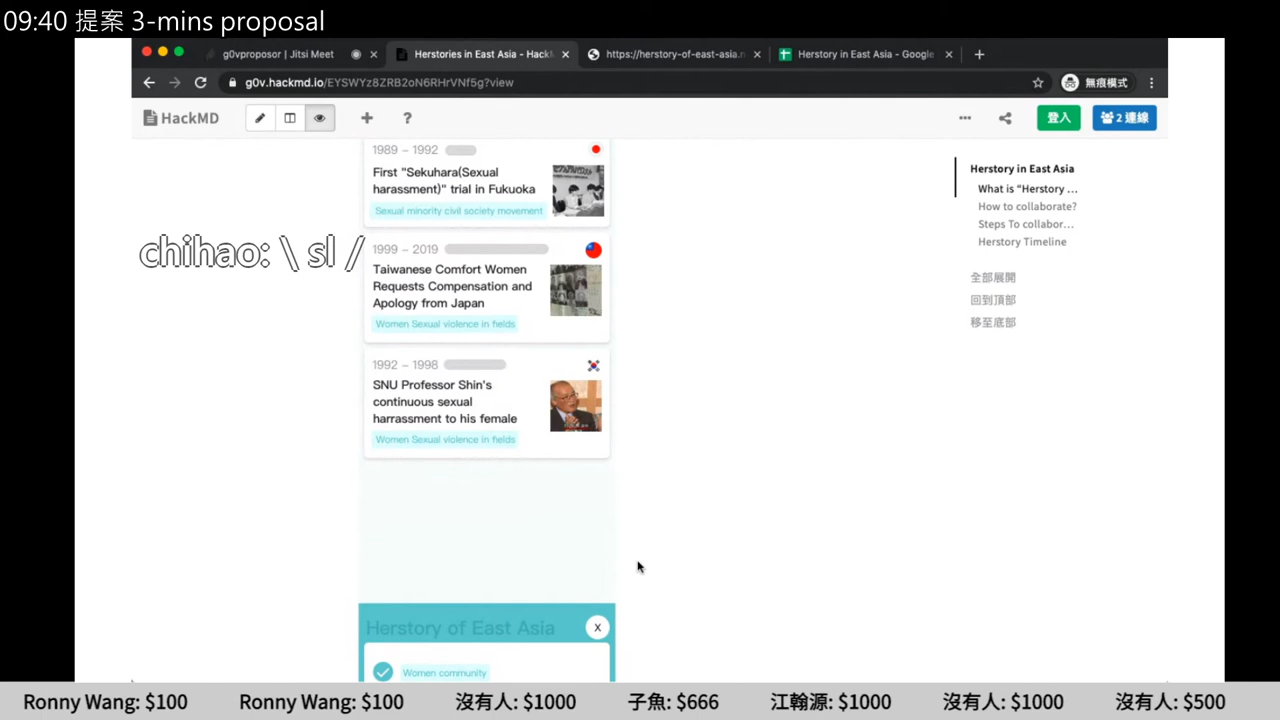 09:40 提案 3-mins proposal
g0vproposor | Jitsi Meet
Herstories in East Asia - HackM
https://herstory-of-east-asia.n
Herstory in East Asia - Google
g0v.hackmd.io/EYSWYz8ZRB2oN6RHrVNf5g?view
無痕模式
HackMD
登入
2 連線
1989 – 1992
First "Sekuhara(Sexual
harassment)" trial in Fukuoka
Sexual minority civil society movement
chihao: \ sl /
1999 – 2019
Taiwanese Comfort Women
Requests Compensation and
Apology from Japan
Women Sexual violence in fields
1992 – 1998
SNU Professor Shin's
continuous sexual
harrassment to his female
Women Sexual violence in fields
Herstory of East Asia
X
Women community
Herstory in East Asia
What is “Herstory ...
How to collaborate?
Steps To collabor...
Herstory Timeline
全部展開
回到頂部
移至底部
Ronny Wang: $100 Ronny Wang: $100 沒有人: $1000 子魚: $666 江翰源: $1000 沒有人: $1000 沒有人: $500